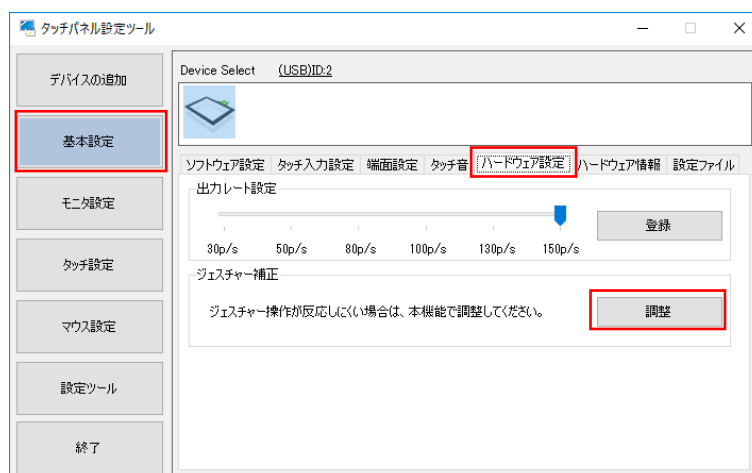 タッチパネル設定ツール
デバイスの追加
基本設定
モニタ設定
タッチ設定
マウス設定
設定ツール
終了
Device Select (USB)ID:2
ソフトウェア設定 タッチ入力設定 端面設定 タッチ音 ハードウェア設定 ハードウェア情報 設定ファイル
出力レート設定
30p/s 50p/s 80p/s 100p/s 130p/s 150p/s
登録
ジェスチャー補正
ジェスチャー操作が反応しにくい場合は、本機能で調整してください。
調整